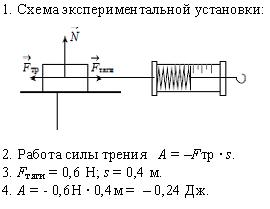 1. Схема экспериментальной установки:
N
Fтр
Fтяги
2. Работа силы трения A = –Fтр · s.
3. Fтяги = 0,6 Н; s = 0,4 м.
4. A = - 0,6Н · 0,4м = – 0,24 Дж.